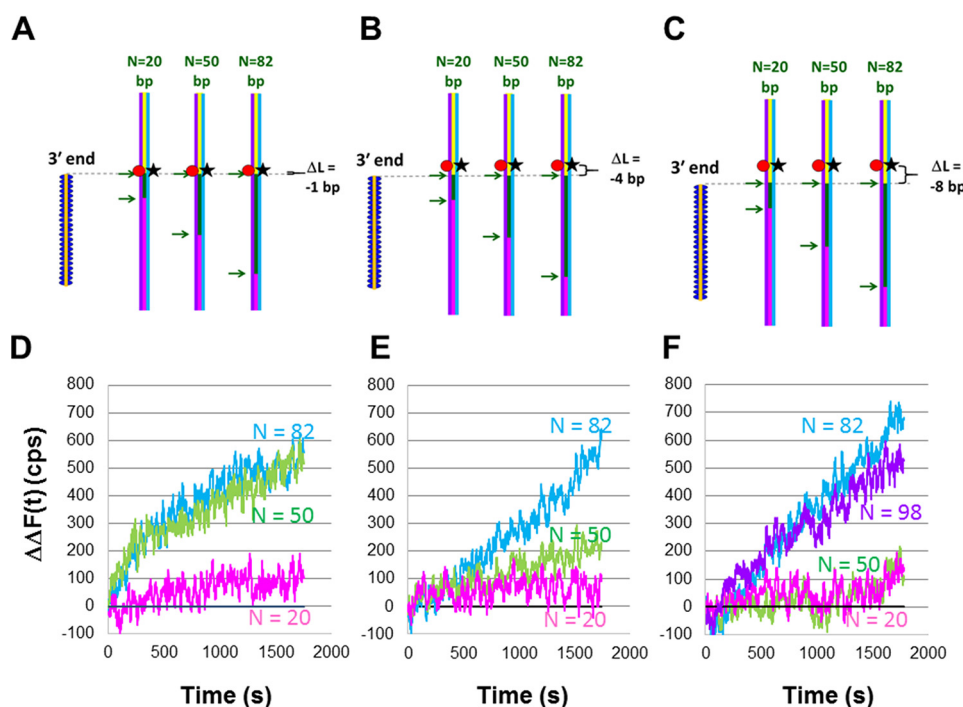 A
B
C
N=20 N=50 N=82
bp bp bp
N=20 N=50 N=82
bp bp bp
N=20 N=50 N=82
bp bp bp
3' end
ΔL =
-1 bp
3' end
ΔL =
-4 bp
3' end
ΔL =
-8 bp
D
E
F
ΔΔF(t) (cps)
800
700
600
500
400
300
200
100
0
-100
N = 82
N = 50
N = 20
0 500 1000 1500 2000
Time (s)
800
700
600
500
400
300
200
100
0
-100
N = 82
N = 50
N = 20
0 500 1000 1500 2000
Time (s)
800
700
600
500
400
300
200
100
0
-100
N = 82
N = 98
N = 50
N = 20
0 500 1000 1500 2000
Time (s)